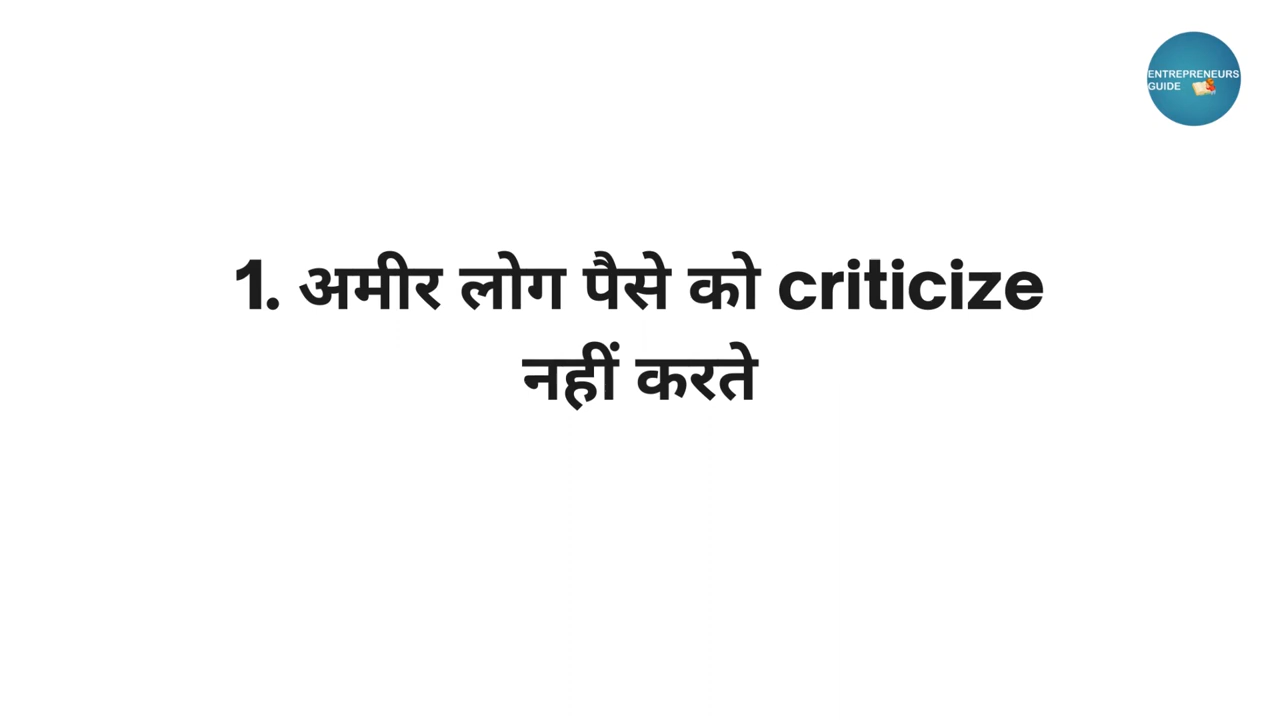 ENTREPRENEURS
GUIDE
1. अमीर लोग पैसे को criticize
नहीं करते